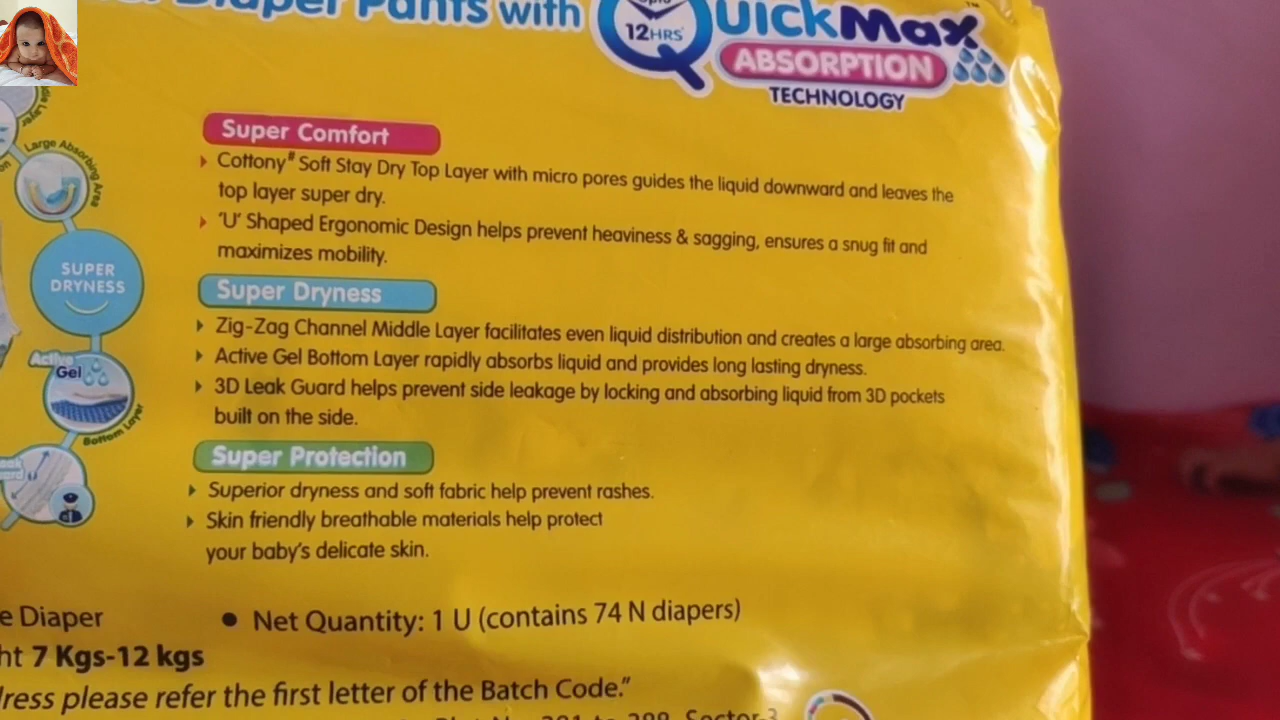 Diaper Pants with
Upto
12HRS
QuickMax™
ABSORPTION
TECHNOLOGY
Large Absorbing Area
SUPER
DRYNESS
Active
Gel
Bottom Layer
Super Comfort
Cottony# Soft Stay Dry Top Layer with micro pores guides the liquid downward and leaves the
top layer super dry.
'U' Shaped Ergonomic Design helps prevent heaviness & sagging, ensures a snug fit and
maximizes mobility.
Super Dryness
Zig-Zag Channel Middle Layer facilitates even liquid distribution and creates a large absorbing area.
Active Gel Bottom Layer rapidly absorbs liquid and provides long lasting dryness.
3D Leak Guard helps prevent side leakage by locking and absorbing liquid from 3D pockets
built on the side.
Super Protection
Superior dryness and soft fabric help prevent rashes.
Skin friendly breathable materials help protect
your baby's delicate skin.
e Diaper
● Net Quantity: 1 U (contains 74 N diapers)
ht 7 Kgs-12 kgs
ress please refer the first letter of the Batch Code."